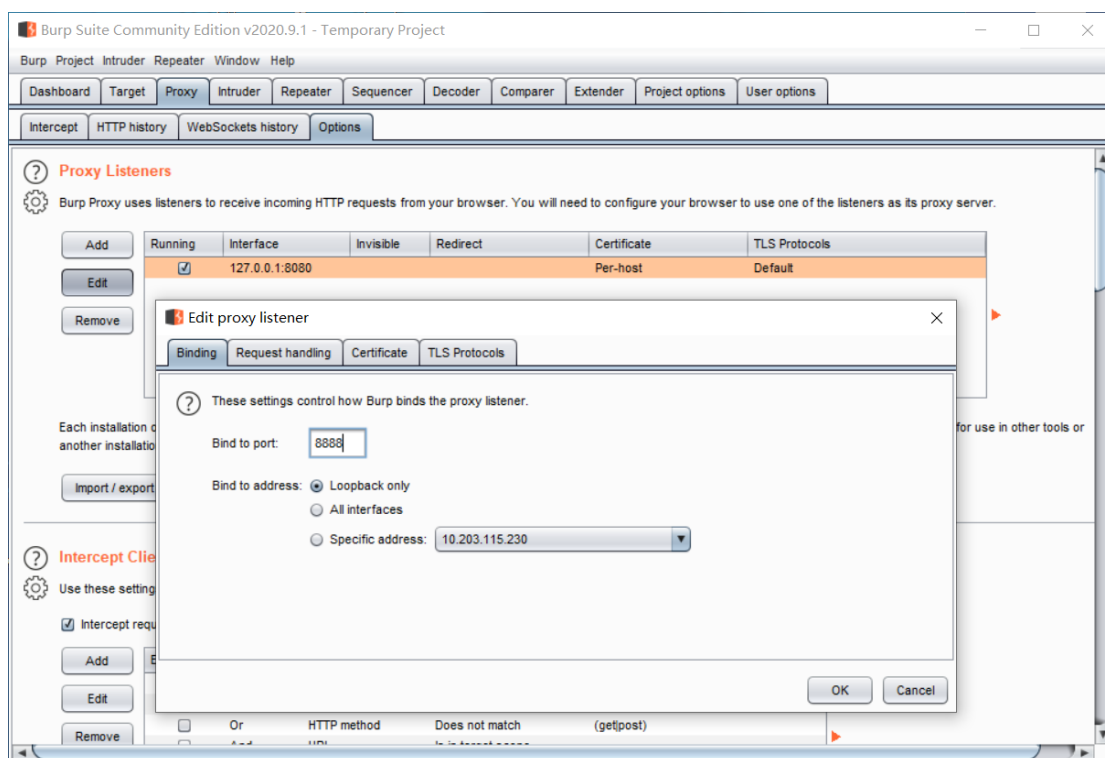 Burp Suite Community Edition v2020.9.1 - Temporary Project
Burp Project Intruder Repeater Window Help
Dashboard Target Proxy Intruder Repeater Sequencer Decoder Comparer Extender Project options User options
Intercept HTTP history WebSockets history Options
Proxy Listeners
Burp Proxy uses listeners to receive incoming HTTP requests from your browser. You will need to configure your browser to use one of the listeners as its proxy server.
Add Running Interface Invisible Redirect Certificate TLS Protocols
127.0.0.1:8080 Per-host Default
Edit
Remove
Edit proxy listener
Binding Request handling Certificate TLS Protocols
These settings control how Burp binds the proxy listener.
Each installation for use in other tools or
Bind to port: 8888
another installatio
Import / export
Bind to address: Loopback only
All interfaces
Specific address: 10.203.115.230
Intercept Clie
Use these setting
Intercept requ
Add
Edit
OK Cancel
Or HTTP method Does not match (get|post)
Remove
And URL Is in target scope